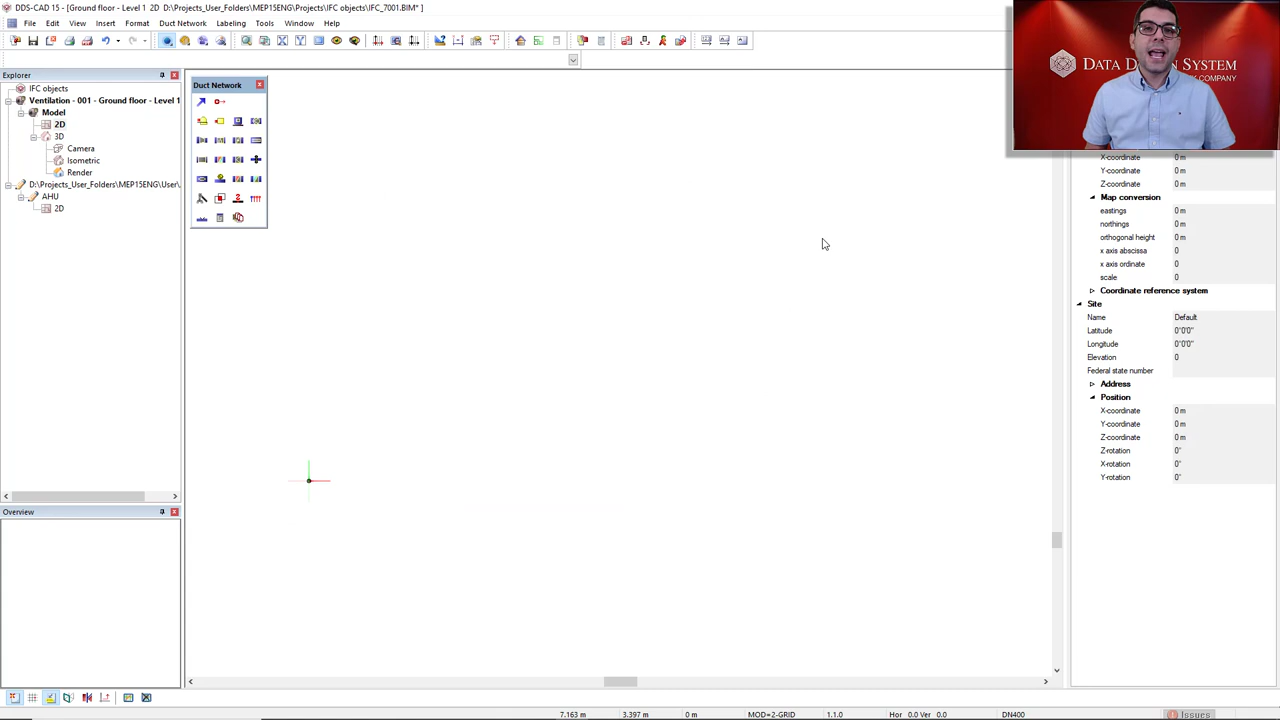 DDS-CAD 15 - [Ground floor - Level 1 2D D:\Projects_User_Folders\MEP15ENG\Projects\IFC objects\IFC_7001.BIM* ]
File Edit View Insert Format Duct Network Labeling Tools Window Help
DATA D SYSTEM
K COMPANY
Explorer
IFC objects
Ventilation - 001 - Ground floor - Level 1
Model
2D
3D
Camera
Isometric
Render
D:\Projects_User_Folders\MEP15ENG\User\
AHU
2D
Duct Network
Overview
X-coordinate 0 m
Y-coordinate 0 m
Z-coordinate 0 m
Map conversion
eastings 0 m
northings 0 m
orthogonal height 0 m
x axis abscissa 0
x axis ordinate 0
scale 0
Coordinate reference system
Site
Name Default
Latitude 0°0'0"
Longitude 0°0'0"
Elevation 0
Federal state number
Address
Position
X-coordinate 0 m
Y-coordinate 0 m
Z-coordinate 0 m
Z-rotation 0°
X-rotation 0°
Y-rotation 0°
7.163 m 3.397 m 0 m MOD=2-GRID 1.1.0 Hor 0.0 Ver 0.0 DN400 Issues